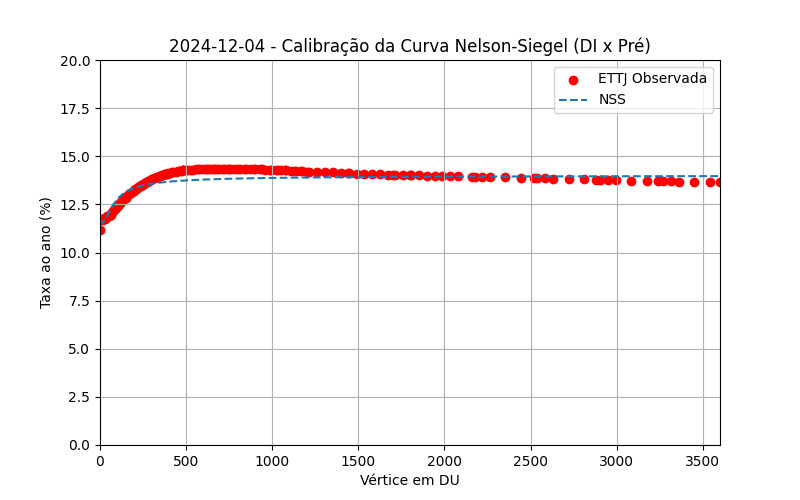 2024-12-04 - Calibração da Curva Nelson-Siegel (DI x Pré)
ETTJ Observada
NSS
20.0
17.5
15.0
12.5
10.0
7.5
5.0
2.5
0.0
Taxa ao ano (%)
0 500 1000 1500 2000 2500 3000 3500
Vértice em DU